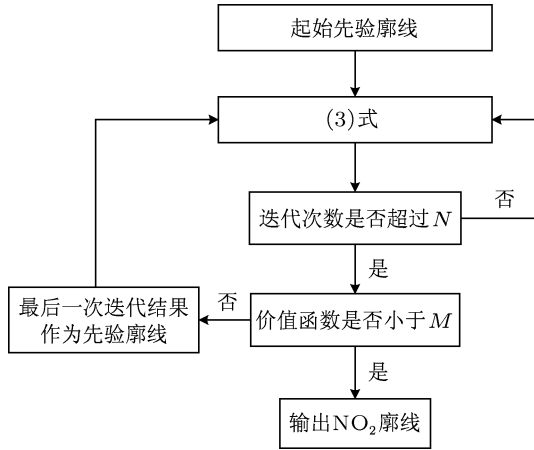 起始先验廓线
(3)式
迭代次数是否超过N
否
是
最后一次迭代结果
作为先验廓线
否
价值函数是否小于M
是
输出NO₂廓线